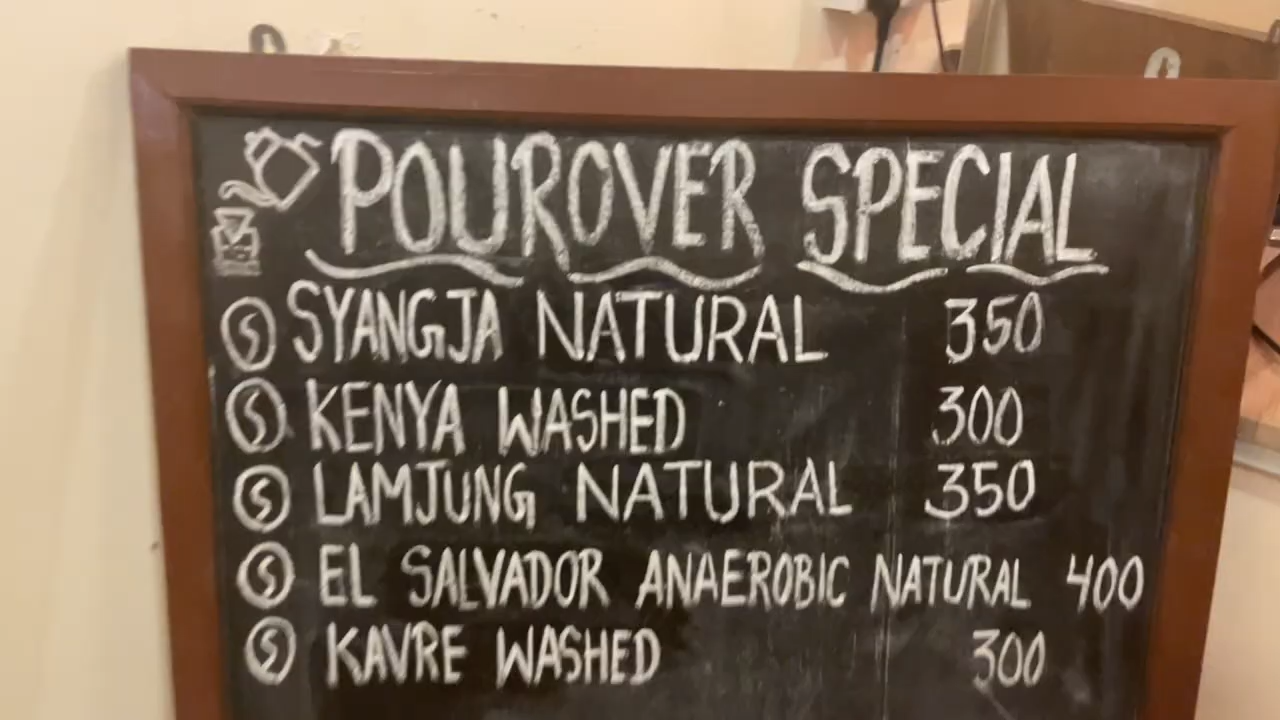 POUROVER SPECIAL
SYANGJA NATURAL 350
KENYA WASHED 300
LAMJUNG NATURAL 350
EL SALVADOR ANAEROBIC NATURAL 400
KAVRE WASHED 300